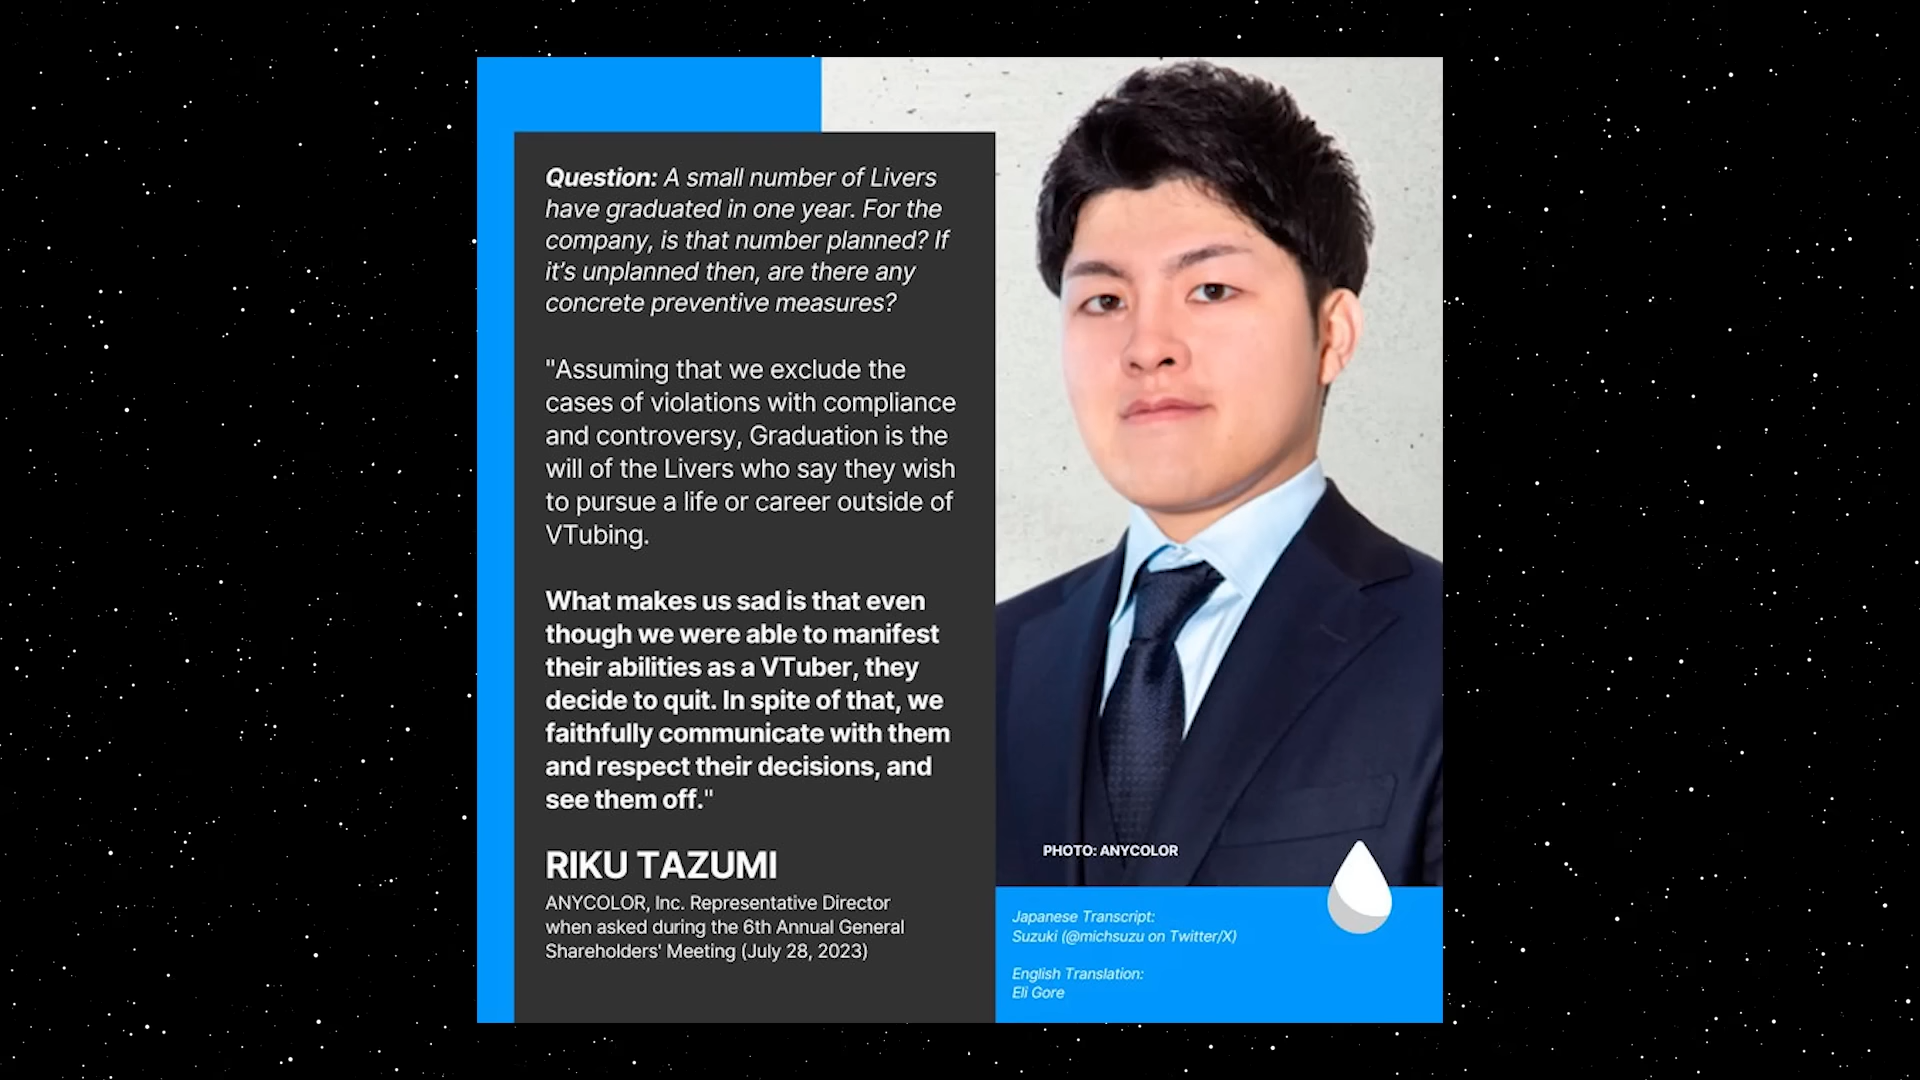 Question: A small number of Livers
have graduated in one year. For the
company, is that number planned? If
it's unplanned then, are there any
concrete preventive measures?
"Assuming that we exclude the
cases of violations with compliance
and controversy, Graduation is the
will of the Livers who say they wish
to pursue a life or career outside of
VTubing.
What makes us sad is that even
though we were able to manifest
their abilities as a VTuber, they
decide to quit. In spite of that, we
faithfully communicate with them
and respect their decisions, and
see them off."
RIKU TAZUMI
ANYCOLOR, Inc. Representative Director
when asked during the 6th Annual General
Shareholders' Meeting (July 28, 2023)
PHOTO: ANYCOLOR
Japanese Transcript:
Suzuki (@michsuzu on Twitter/X)
English Translation:
Eli Gore